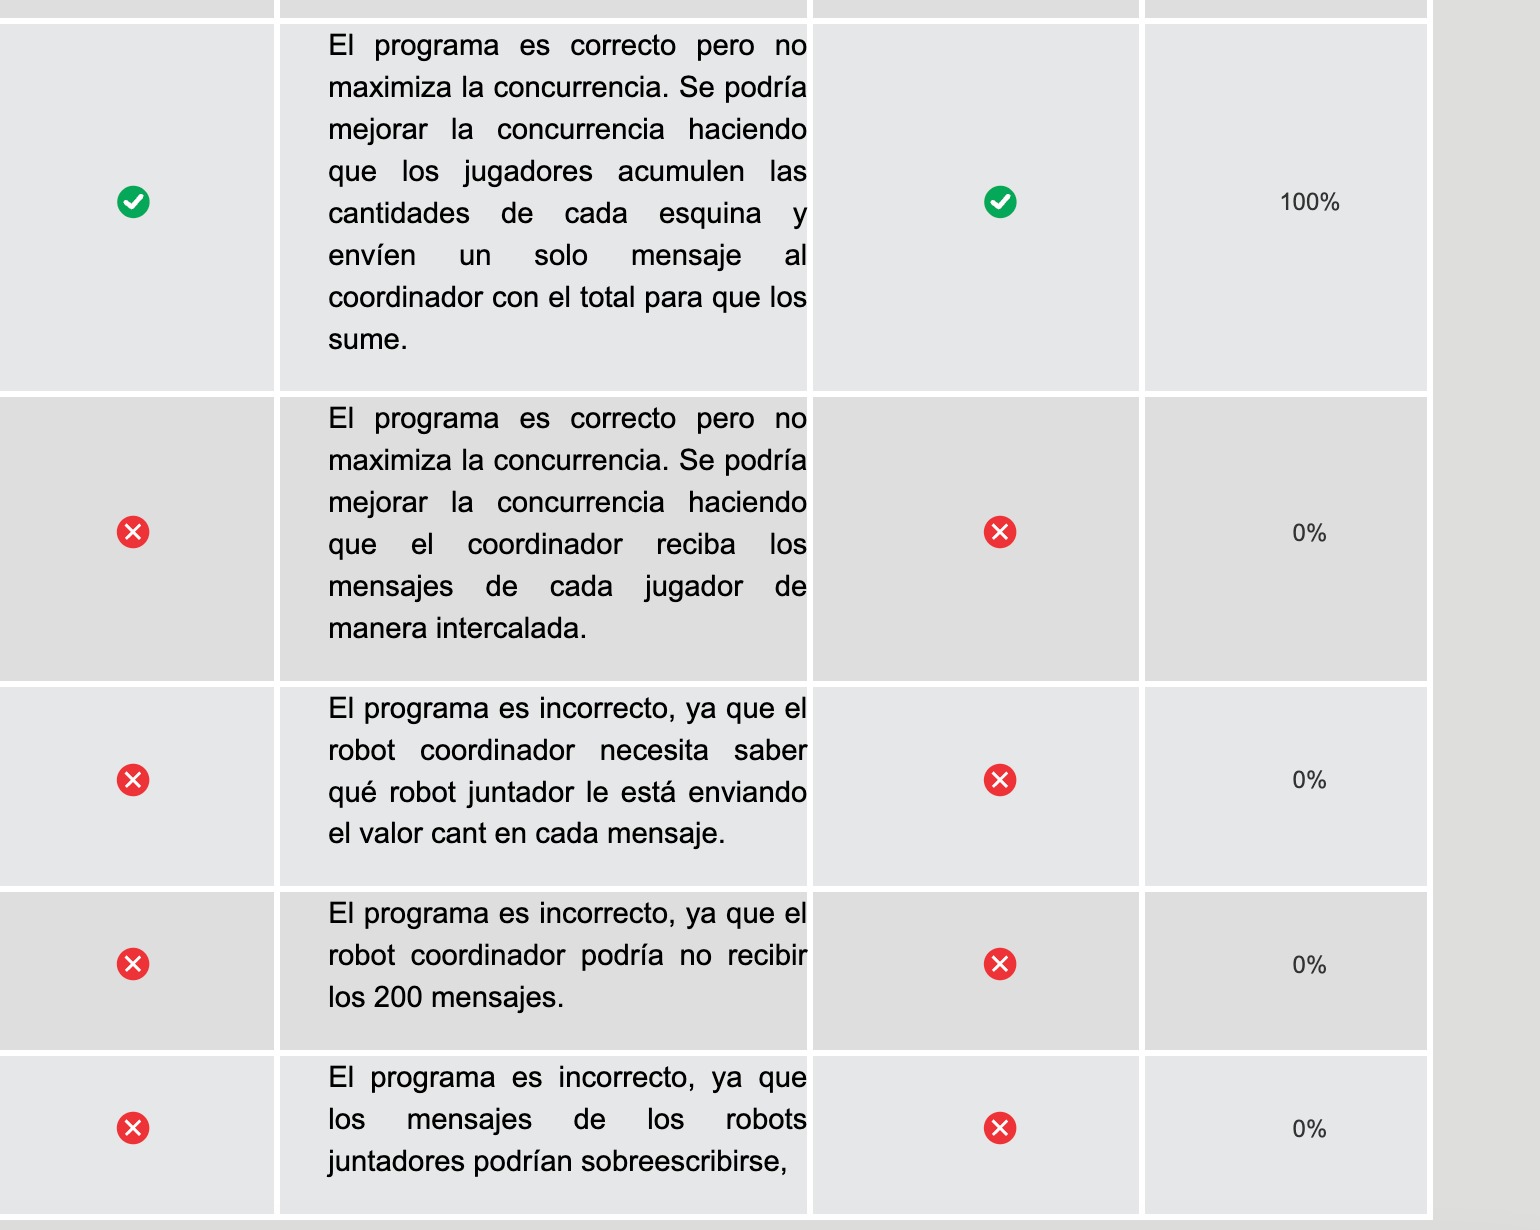 El programa es correcto pero no
maximiza la concurrencia. Se podría
mejorar la concurrencia haciendo
que los jugadores acumulen las
cantidades de cada esquina y
envíen un solo mensaje al
coordinador con el total para que los
sume.
100%
El programa es correcto pero no
maximiza la concurrencia. Se podría
mejorar la concurrencia haciendo
que el coordinador reciba los
mensajes de cada jugador de
manera intercalada.
0%
El programa es incorrecto, ya que el
robot coordinador necesita saber
qué robot juntador le está enviando
el valor cant en cada mensaje.
0%
El programa es incorrecto, ya que el
robot coordinador podría no recibir
los 200 mensajes.
0%
El programa es incorrecto, ya que
los mensajes de los robots
juntadores podrían sobreescribirse,
0%